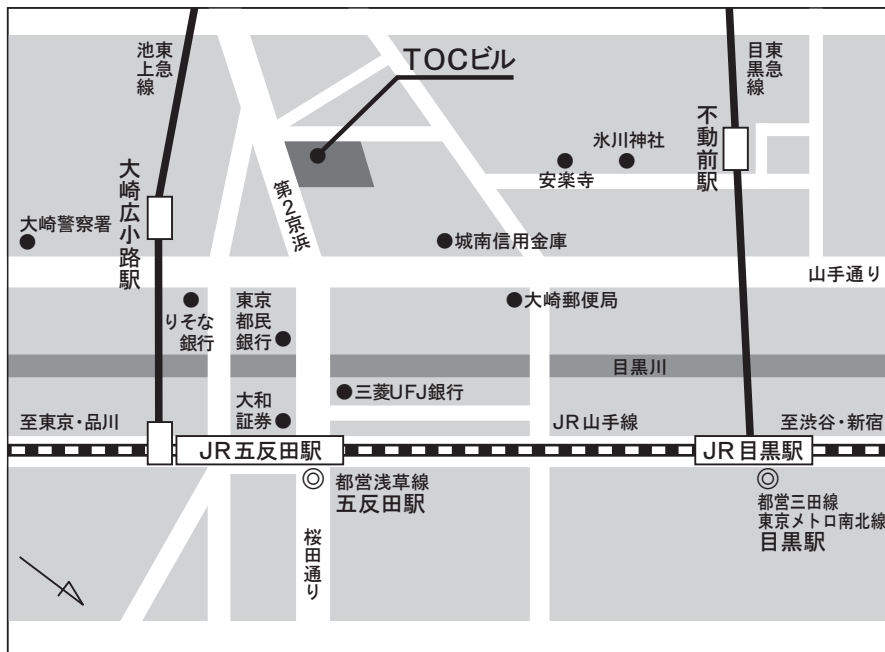 東急
池上線
TOCビル
東急
目黒線
不動前駅
氷川神社
安楽寺
大崎広小路駅
大崎警察署
第2京浜
城南信用金庫
山手通り
りそな
銀行
東京
都民
銀行
大崎郵便局
目黒川
三菱UFJ銀行
大和
証券
至東京・品川
JR山手線
至渋谷・新宿
JR五反田駅
JR目黒駅
都営浅草線
五反田駅
都営三田線
東京メトロ南北線
目黒駅
桜田通り